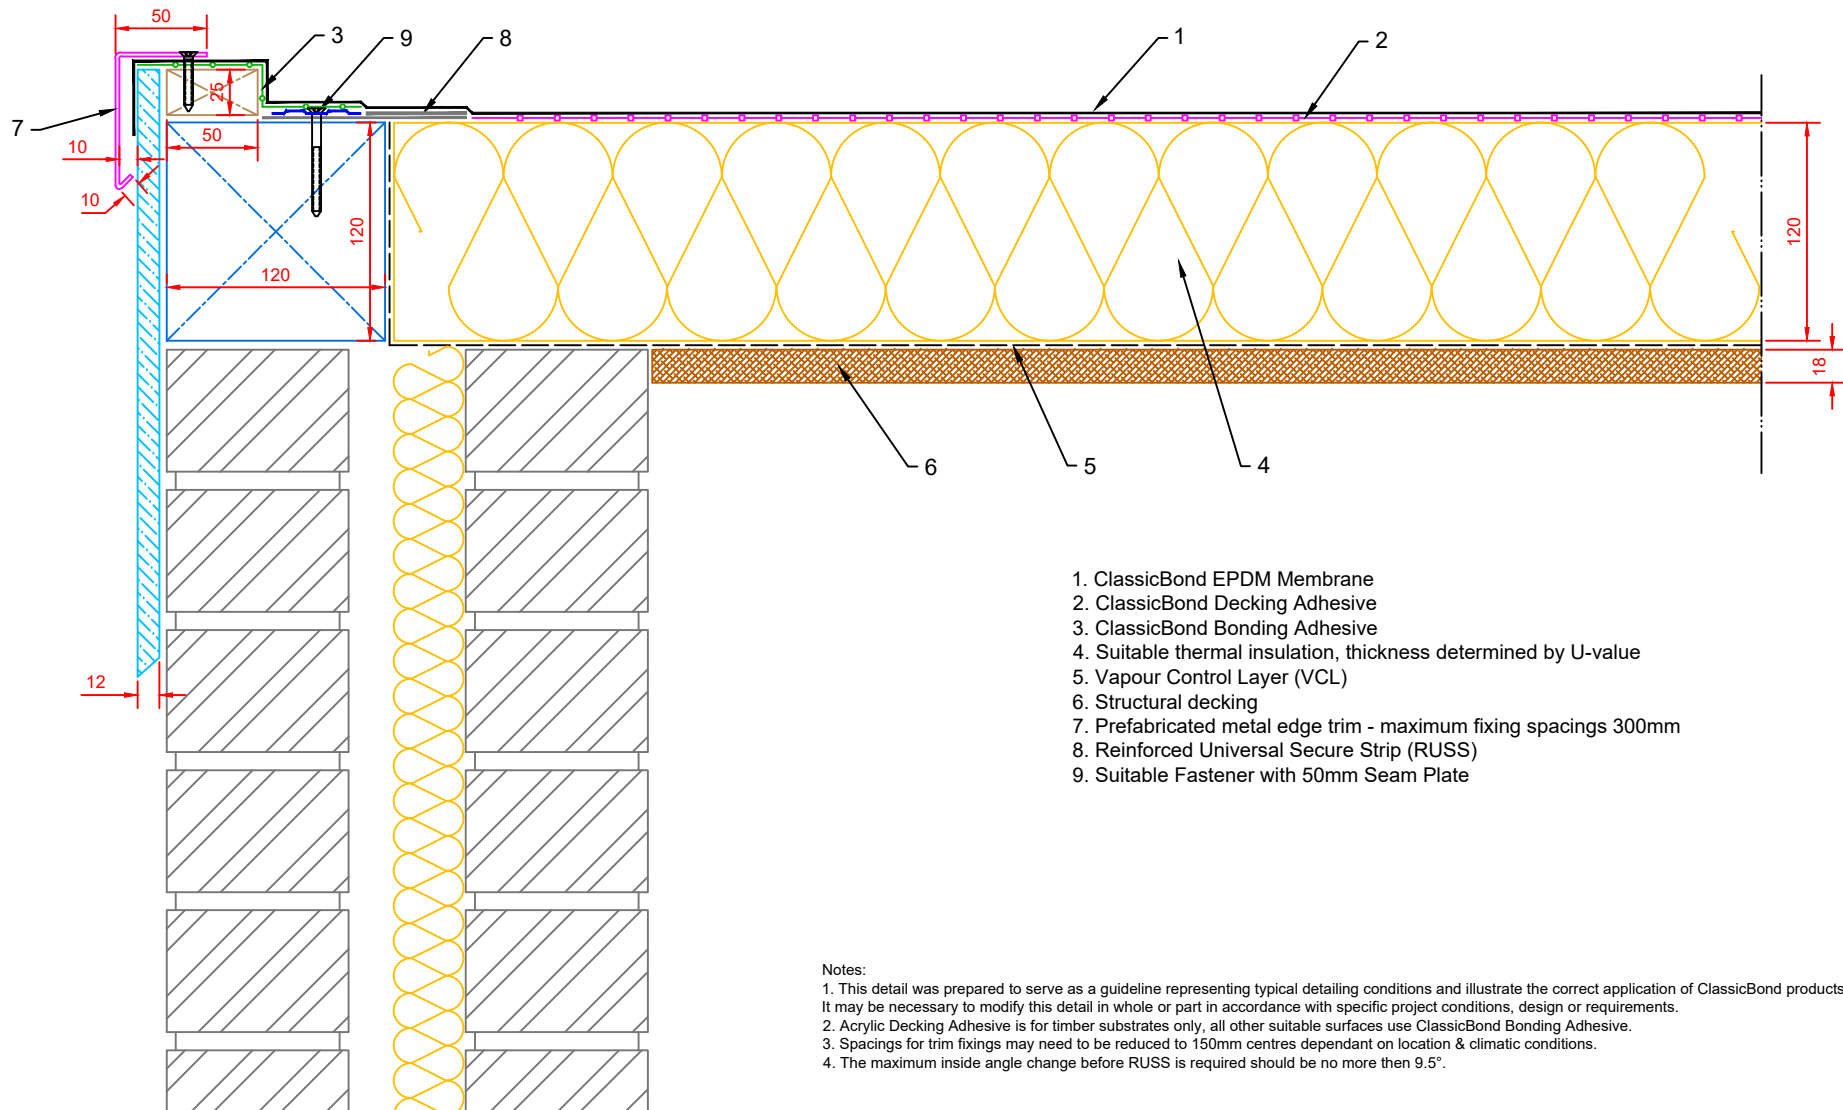 50
3
9
8
1
2
25
7
50
10
10
120
120
120
18
6
5
4
12
1. ClassicBond EPDM Membrane
2. ClassicBond Decking Adhesive
3. ClassicBond Bonding Adhesive
4. Suitable thermal insulation, thickness determined by U-value
5. Vapour Control Layer (VCL)
6. Structural decking
7. Prefabricated metal edge trim - maximum fixing spacings 300mm
8. Reinforced Universal Secure Strip (RUSS)
9. Suitable Fastener with 50mm Seam Plate
Notes:
1. This detail was prepared to serve as a guideline representing typical detailing conditions and illustrate the correct application of ClassicBond products
It may be necessary to modify this detail in whole or part in accordance with specific project conditions, design or requirements.
2. Acrylic Decking Adhesive is for timber substrates only, all other suitable surfaces use ClassicBond Bonding Adhesive.
3. Spacings for trim fixings may need to be reduced to 150mm centres dependant on location & climatic conditions.
4. The maximum inside angle change before RUSS is required should be no more then 9.5°.